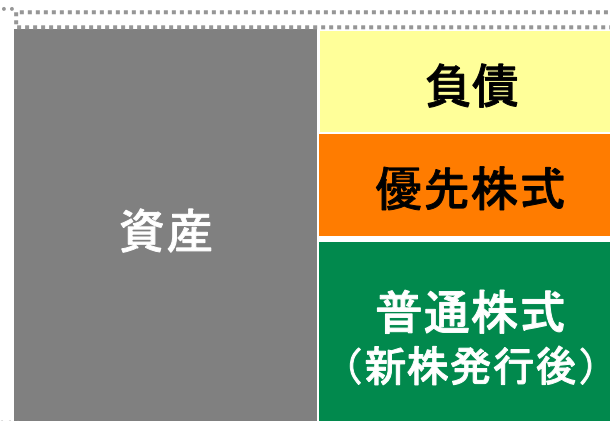 資産
負債
優先株式
普通株式
（新株発行後）